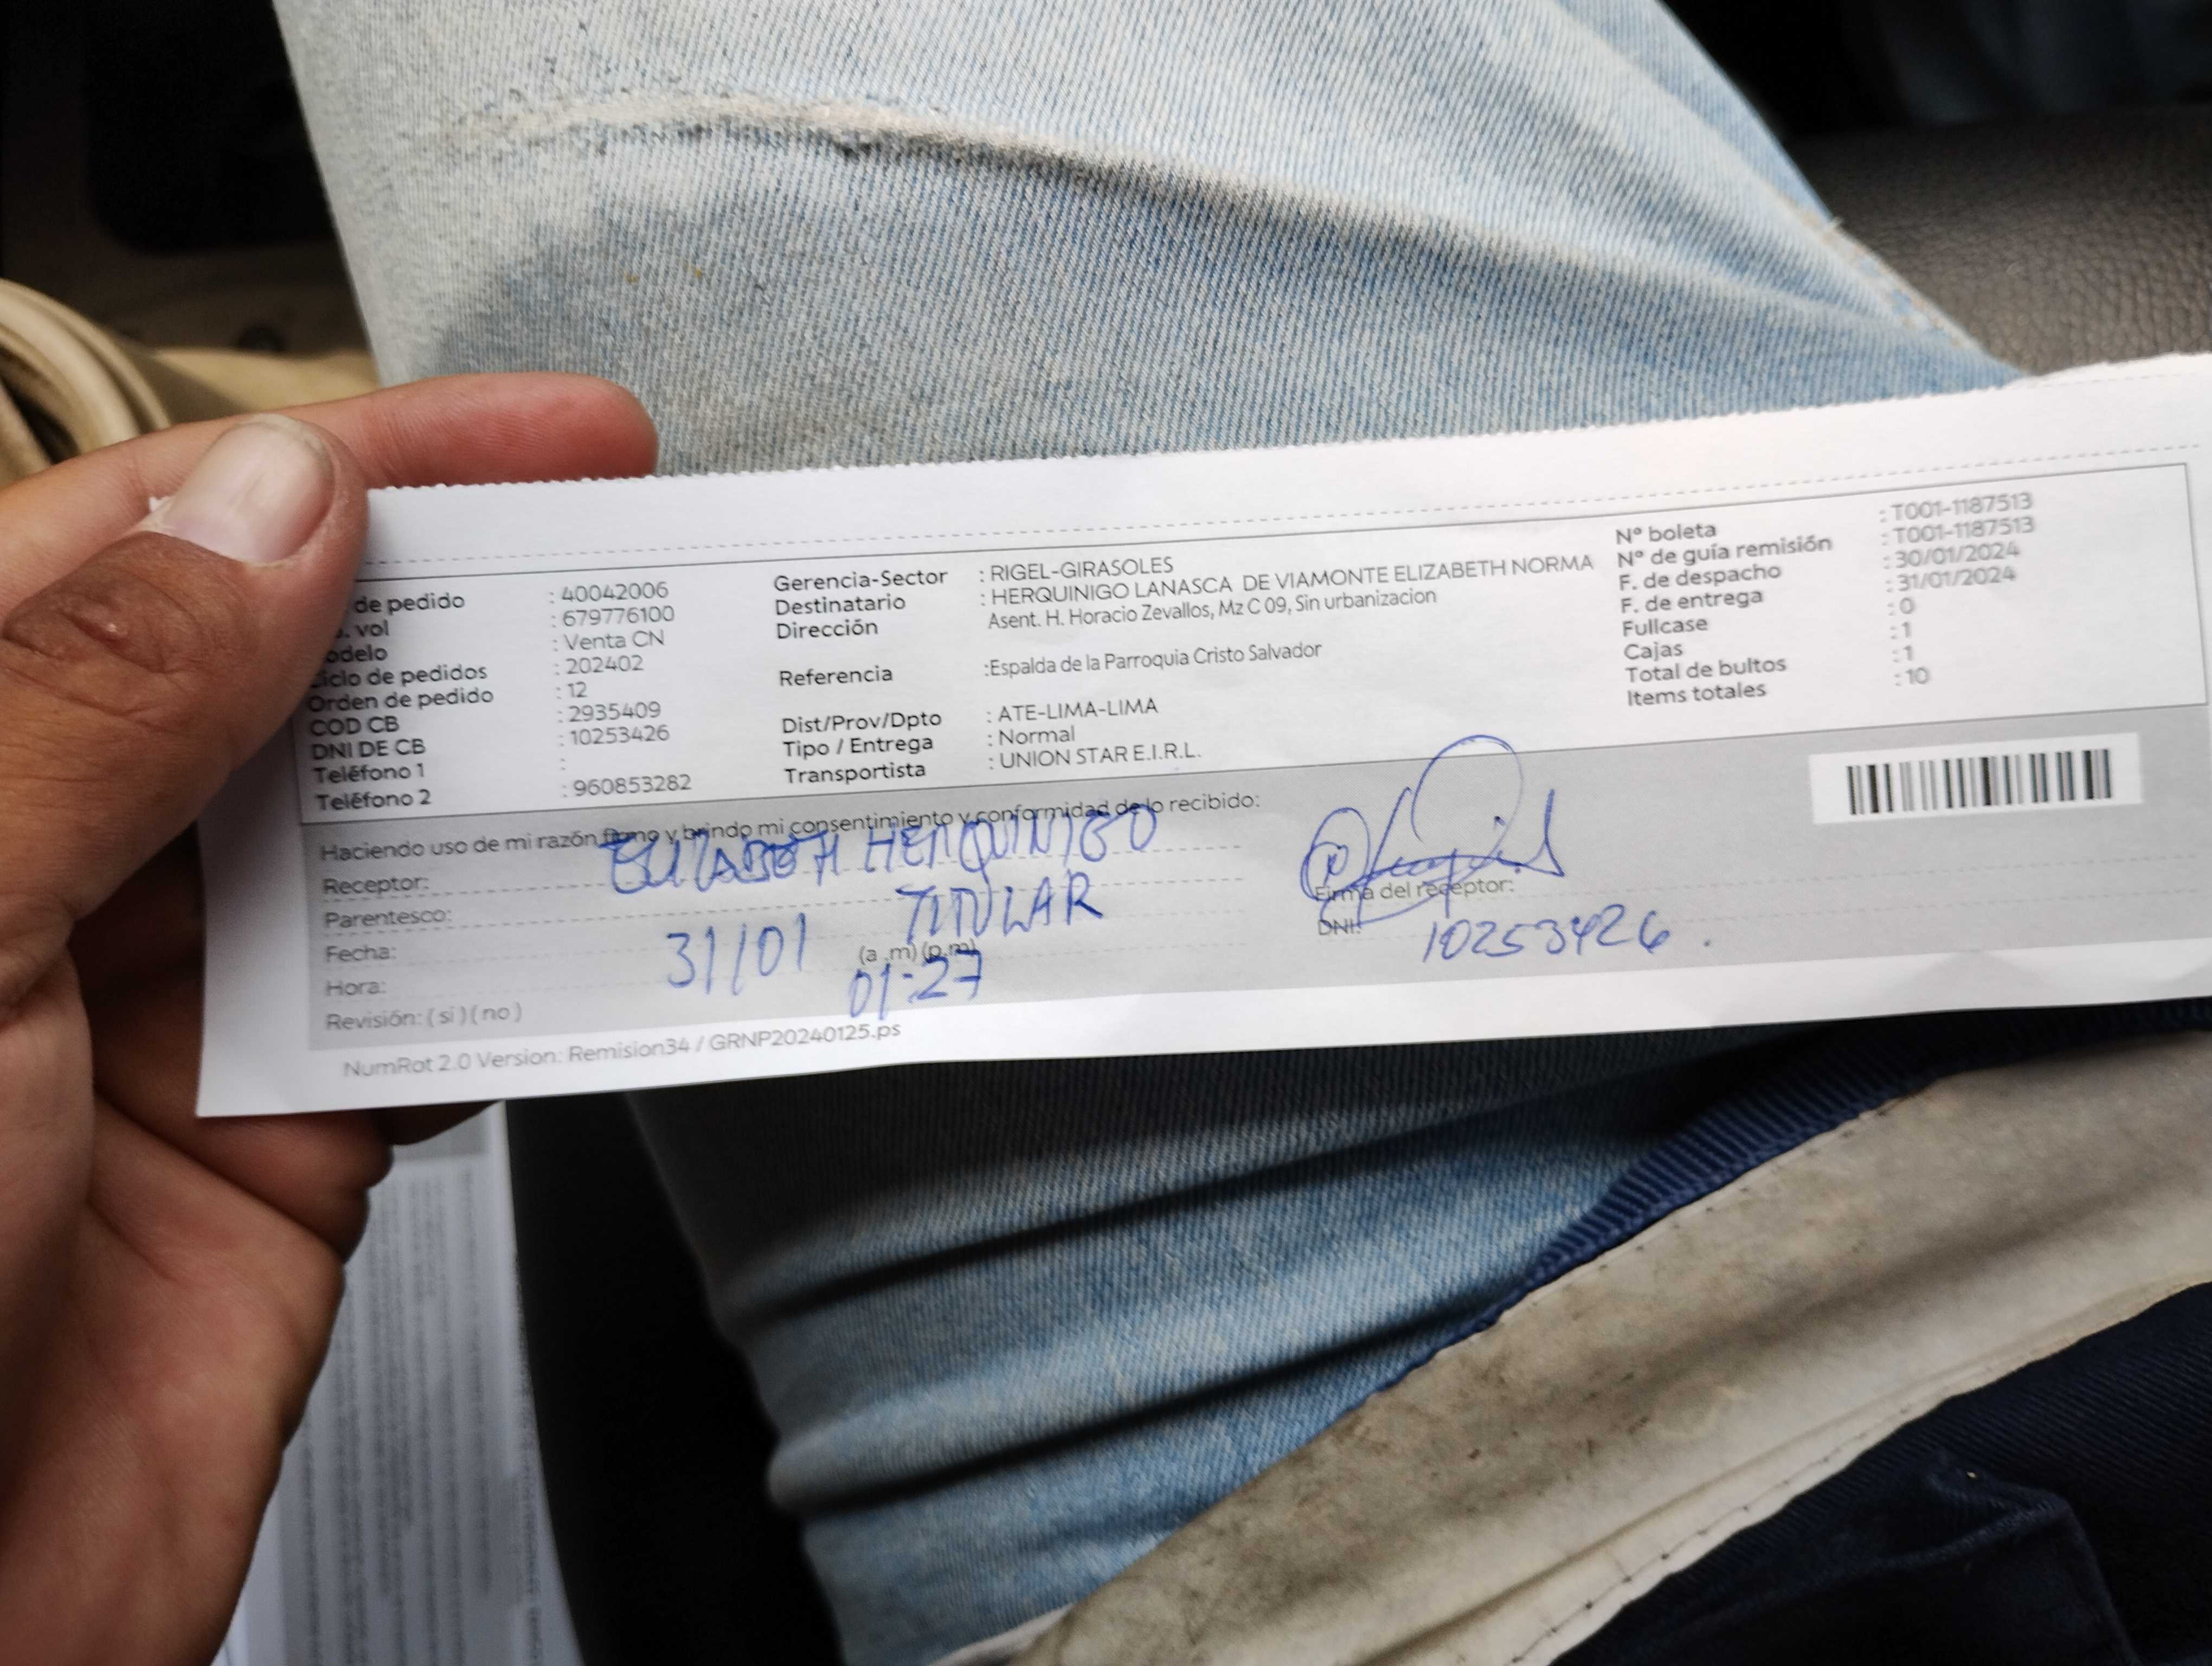 de pedido : 40042006
. vol : 679776100
odelo : Venta CN
Ciclo de pedidos : 202402
Orden de pedido : 12
COD CB : 2935409
DNI DE CB : 10253426
Teléfono 1 :
Teléfono 2 : 960853282
Gerencia-Sector : RIGEL-GIRASOLES
Destinatario : HERQUINIGO LANASCA DE VIAMONTE ELIZABETH NORMA
Dirección Asent. H. Horacio Zevallos, Mz C 09, Sin urbanizacion
Referencia :Espalda de la Parroquia Cristo Salvador
Dist/Prov/Dpto : ATE-LIMA-LIMA
Tipo / Entrega : Normal
Transportista : UNION STAR E.I.R.L.
Nº boleta : T001-1187513
Nº de guía remisión : T001-1187513
F. de despacho : 30/01/2024
F. de entrega : 31/01/2024
Fullcase : 0
Cajas : 1
Total de bultos : 1
Items totales : 10
Haciendo uso de mi razón, firmo y brindo mi consentimiento y conformidad de lo recibido:
Receptor: ELIZABETH HERQUINIGO
Parentesco: TITULAR
Fecha: 31/01
Hora: (a .m) (p.m) 01:27
Revisión: ( si ) ( no )
Firma del receptor:
DNI: 10253426.
NumRot 2.0 Version: Remision34 / GRNP20240125.ps